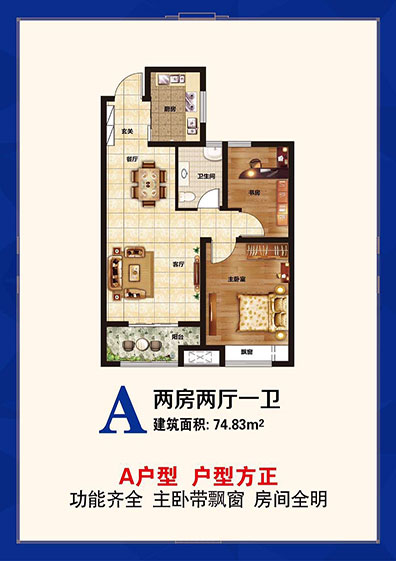 厨房
玄关
餐厅
卫生间
书房
客厅
主卧室
阳台
飘窗
A 两房两厅一卫
建筑面积: 74.83m²
A户型 户型方正
功能齐全 主卧带飘窗 房间全明